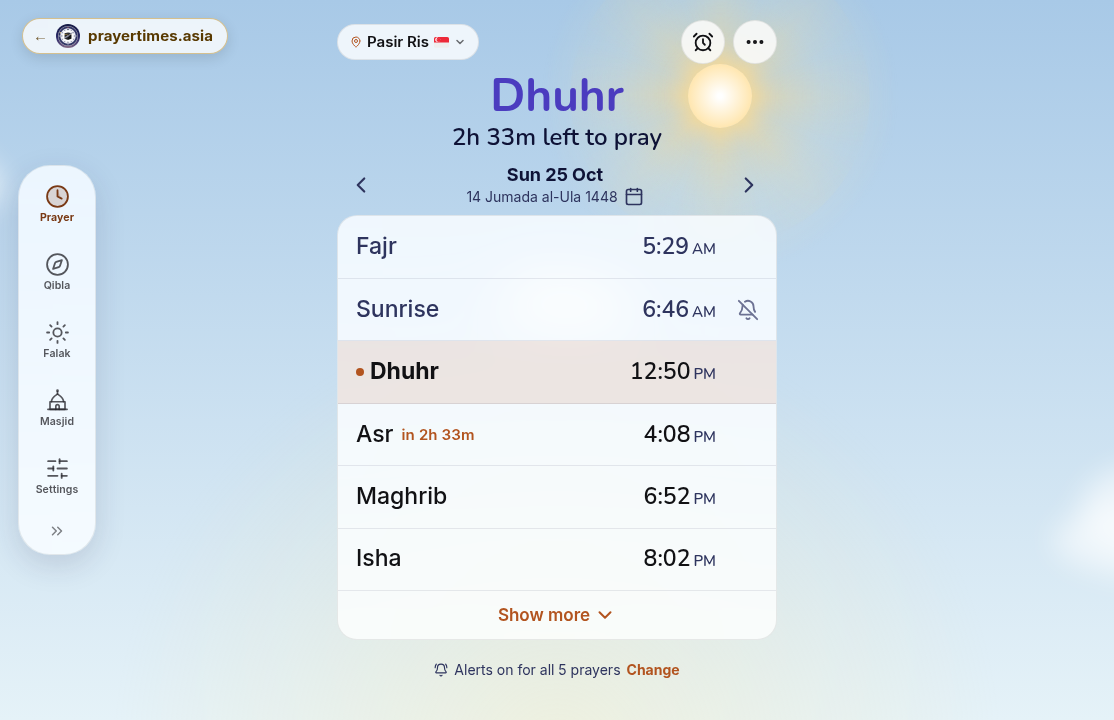 ← prayertimes.asia
Pasir Ris
Dhuhr
2h 33m left to pray
Sun 25 Oct
14 Jumada al-Ula 1448
Prayer
Qibla
Falak
Masjid
Settings
Fajr 5:29 AM
Sunrise 6:46 AM
Dhuhr 12:50 PM
Asr in 2h 33m 4:08 PM
Maghrib 6:52 PM
Isha 8:02 PM
Show more
Alerts on for all 5 prayers Change